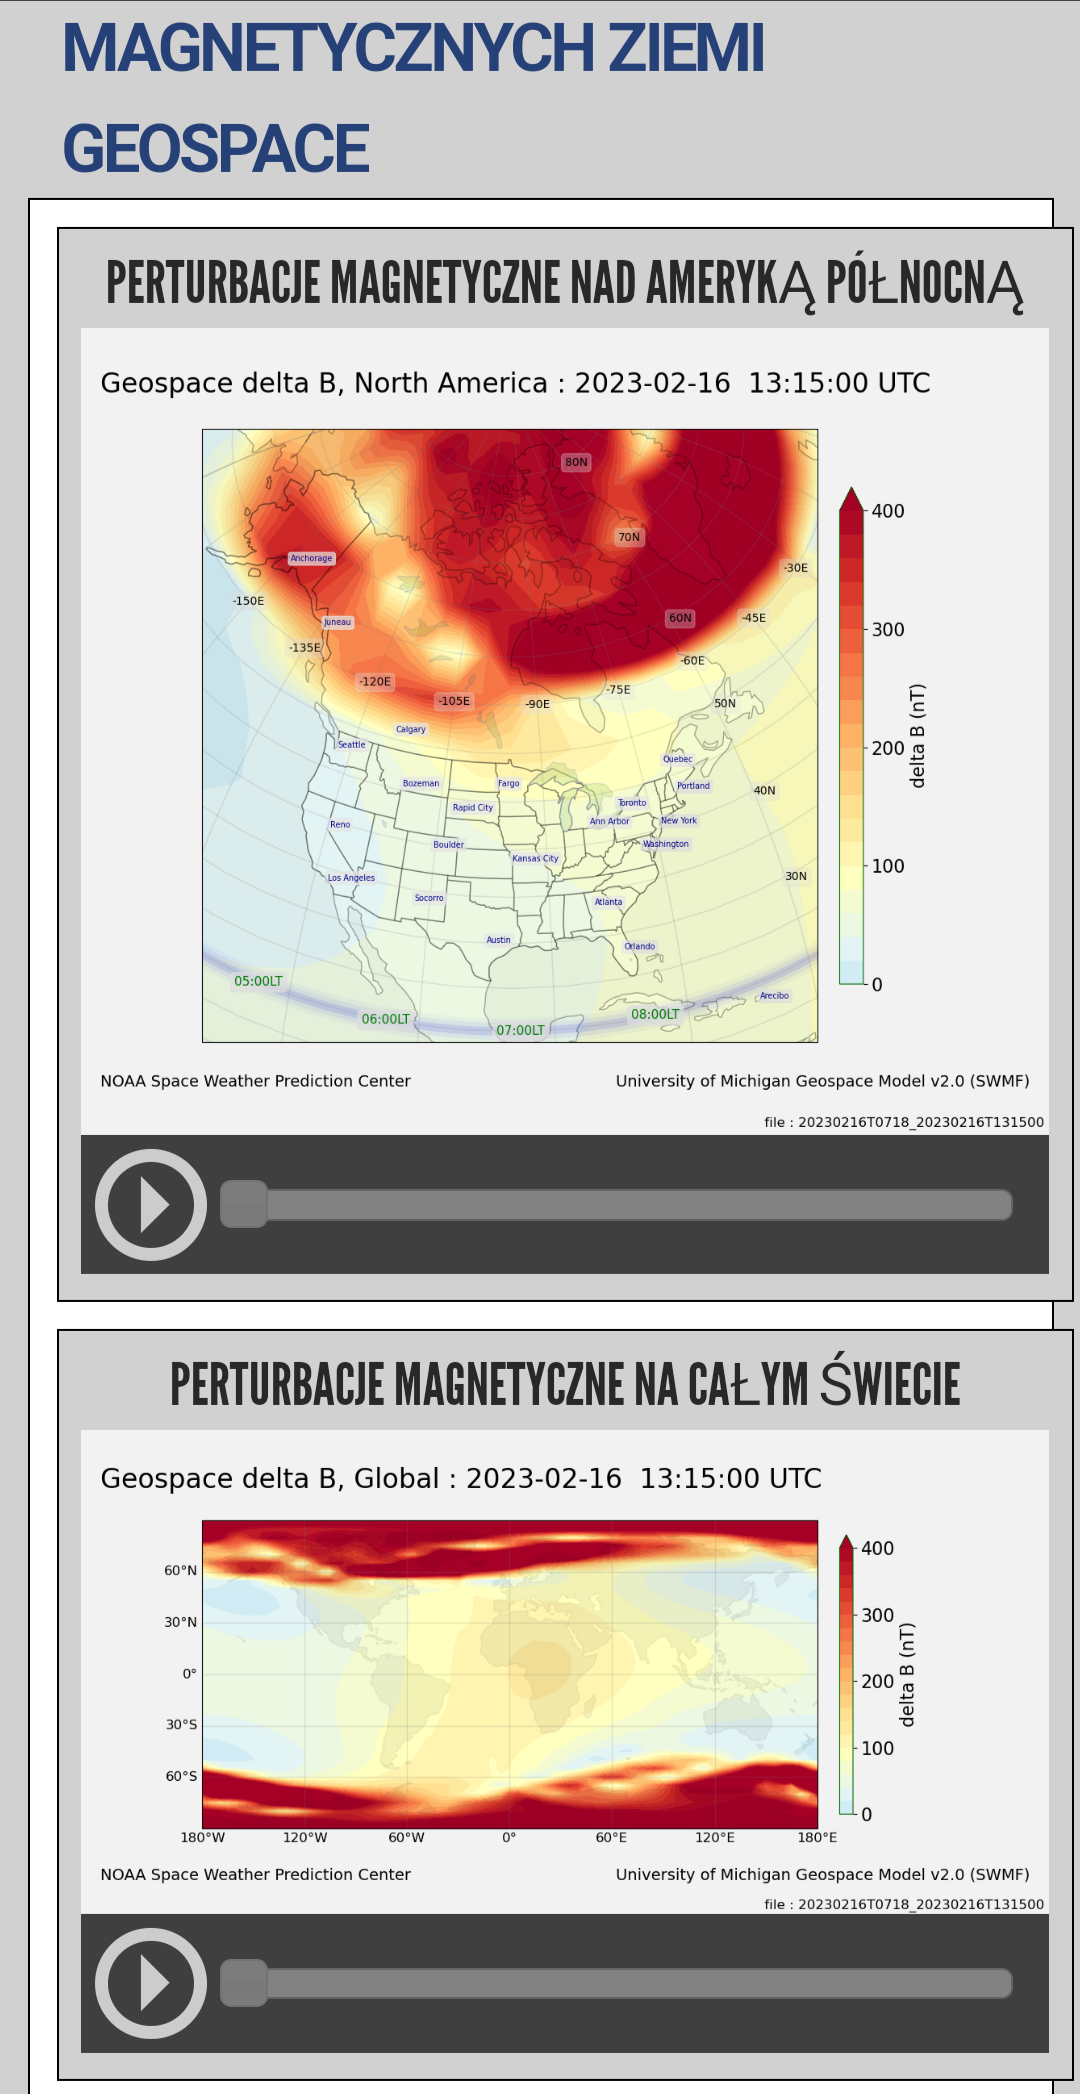 MAGNETYCZNYCH ZIEMI
GEOSPACE
PERTURBACJE MAGNETYCZNE NAD AMERYKĄ PÓŁNOCNĄ
Geospace delta B, North America : 2023-02-16 13:15:00 UTC
80N
400
70N
Anchorage
-30E
-150E
60N
-45E
Juneau
300
-135E
-60E
-120E
-75E
-105E
-90E
50N
Calgary
Seattle
200
delta B (nT)
Quebec
Bozeman
Fargo
Portland
40N
Rapid City
Toronto
Reno
Ann Arbor
New York
Boulder
Washington
Kansas City
100
Los Angeles
30N
Socorro
Atlanta
Austin
Orlando
05:00LT
0
Arecibo
06:00LT
08:00LT
07:00LT
NOAA Space Weather Prediction Center
University of Michigan Geospace Model v2.0 (SWMF)
file : 20230216T0718_20230216T131500
PERTURBACJE MAGNETYCZNE NA CAŁYM ŚWIECIE
Geospace delta B, Global : 2023-02-16 13:15:00 UTC
400
60°N
300
30°N
0°
200
delta B (nT)
30°S
100
60°S
0
180°W
120°W
60°W
0°
60°E
120°E
180°E
NOAA Space Weather Prediction Center
University of Michigan Geospace Model v2.0 (SWMF)
file : 20230216T0718_20230216T131500